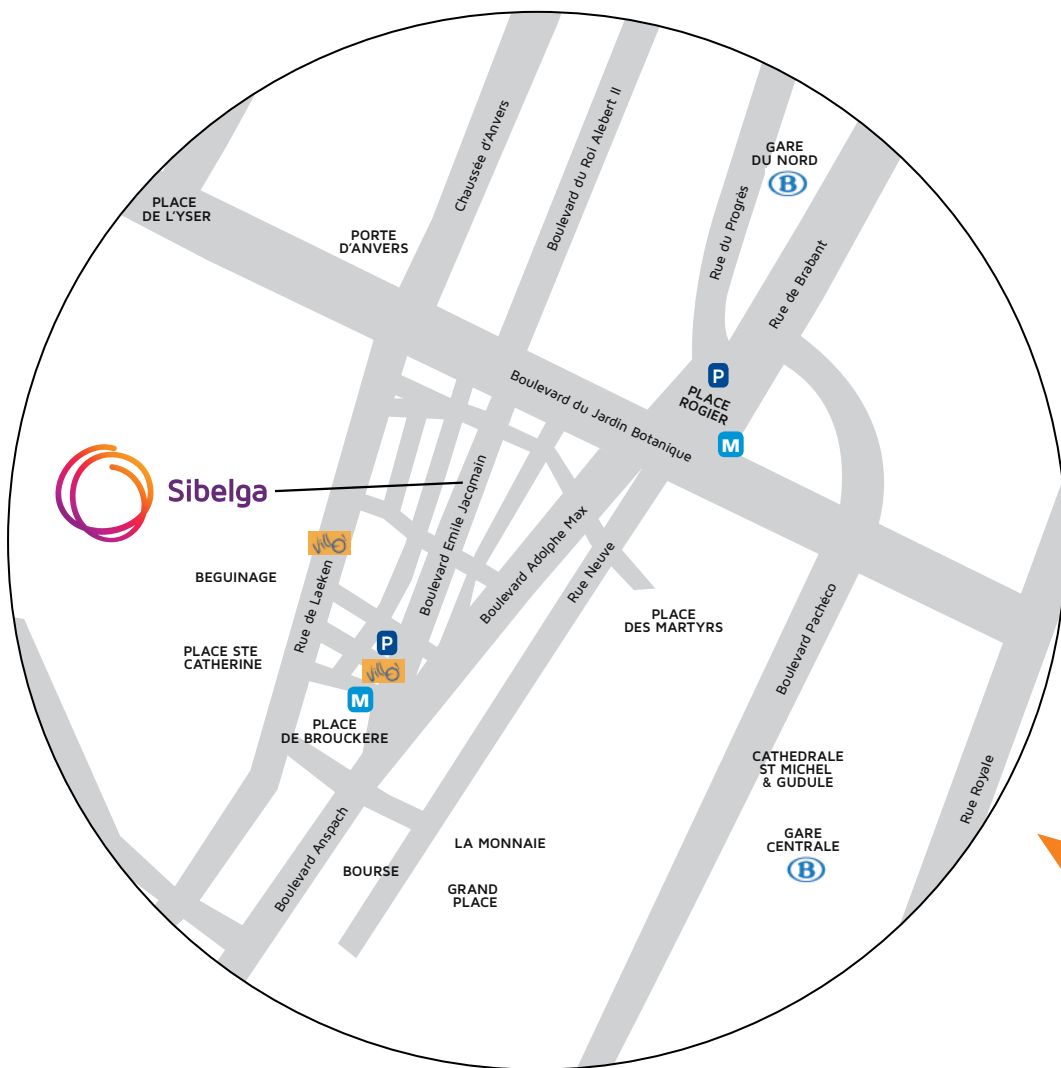 Chaussée d'Anvers
Boulevard du Roi Alebert II
GARE
DU NORD
B
PLACE
DE L'YSER
PORTE
D'ANVERS
Rue du Progrès
Rue de Brabant
P
PLACE
ROGIER
M
Boulevard du Jardin Botanique
Sibelga
Boulevard Emile Jacqmain
Boulevard Adolphe Max
Rue Neuve
villo!
BEGUINAGE
Rue de Laeken
PLACE STE
CATHERINE
P
villo!
M
PLACE
DE BROUCKERE
PLACE
DES MARTYRS
Boulevard Pachéco
CATHEDRALE
ST MICHEL
& GUDULE
Rue Royale
GARE
CENTRALE
B
Boulevard Anspach
LA MONNAIE
BOURSE
GRAND
PLACE